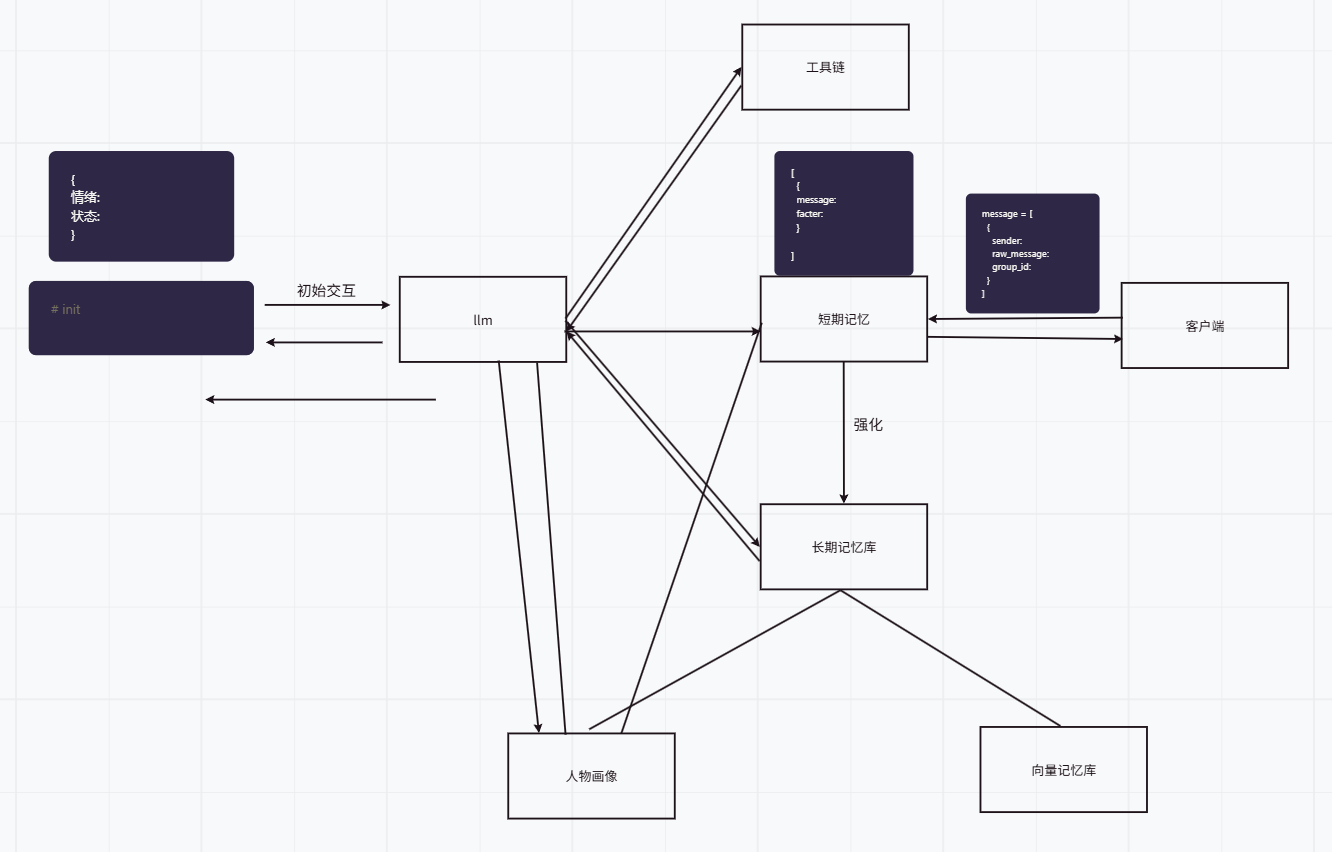 工具链
{
情绪:
状态:
}
[
{
message:
facter:
}
]
message = [
{
sender:
raw_message:
group_id:
}
]
# init
初始交互
llm
短期记忆
客户端
强化
长期记忆库
人物画像
向量记忆库